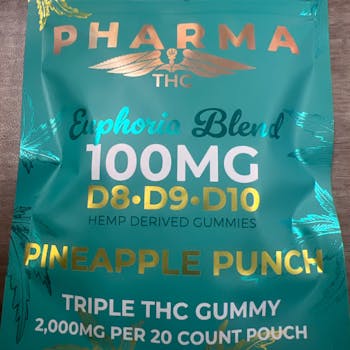 PHARMA
THC
Euphoria Blend
100MG
D8•D9•D10
HEMP DERIVED GUMMIES
PINEAPPLE PUNCH
TRIPLE THC GUMMY
2,000MG PER 20 COUNT POUCH